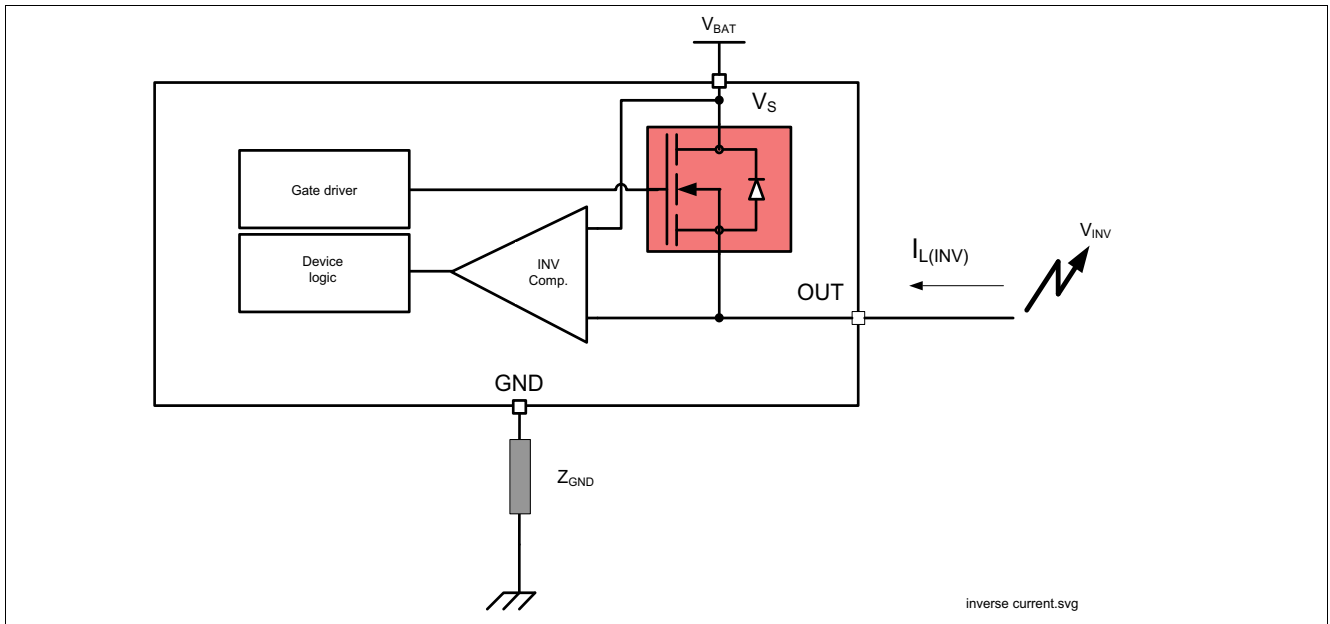 VBAT
VS
Gate driver
Device
logic
INV
Comp.
OUT
IL(INV)
VINV
GND
ZGND
inverse current.svg